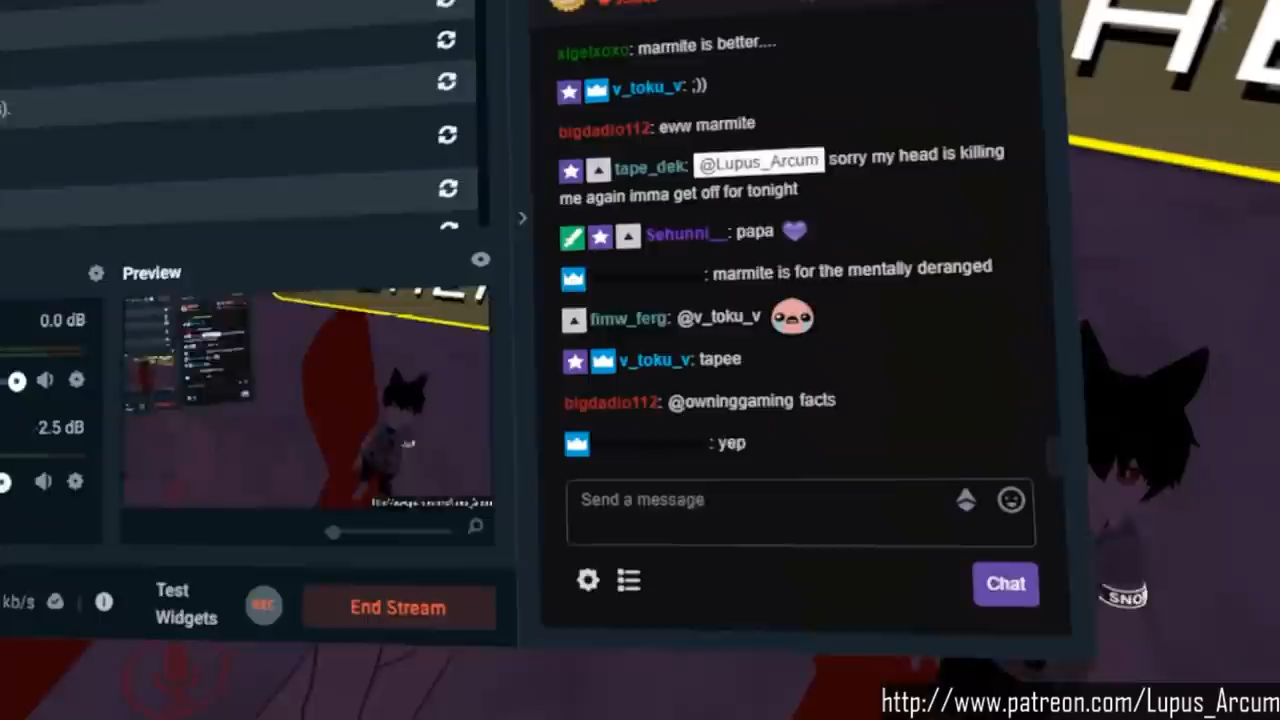 xigelxoxo: marmite is better....
v_toku_v: ;))
bigdadio112: eww marmite
tape_dek: @Lupus_Arcum sorry my head is killing
me again imma get off for tonight
Sehunni__: papa
: marmite is for the mentally deranged
fimw_ferg: @v_toku_v
v_toku_v: tapee
bigdadio112: @owninggaming facts
: yep
Send a message
Chat
).
Preview
0.0 dB
-2.5 dB
kb/s
Test
Widgets
REC
End Stream
HE
SNO
http://www.patreon.com/Lupus_Arcum